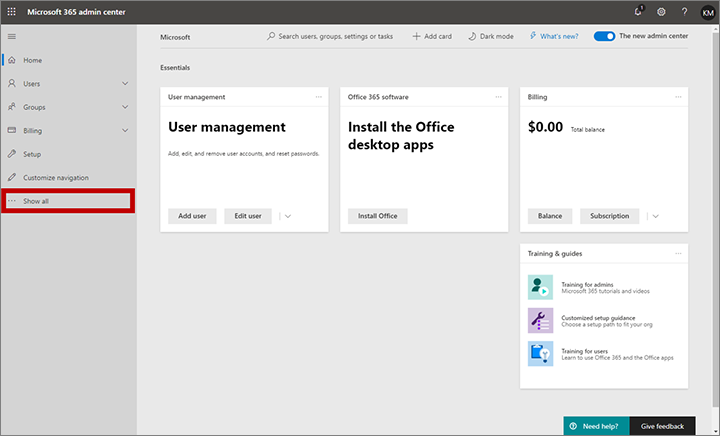 Microsoft 365 admin center
1
?
KM
Microsoft
Search users, groups, settings or tasks
Add card
Dark mode
What's new?
The new admin center
Home
Users
Groups
Billing
Setup
Customize navigation
Show all
Essentials
User management
User management
Add, edit, and remove user accounts, and reset passwords.
Add user
Edit user
Office 365 software
Install the Office
desktop apps
Install Office
Billing
$0.00 Total balance
Balance
Subscription
Training & guides
Training for admins
Microsoft 365 tutorials and videos
Customized setup guidance
Choose a setup path to fit your org
Training for users
Learn to use Office 365 and the Office apps
Need help?
Give feedback